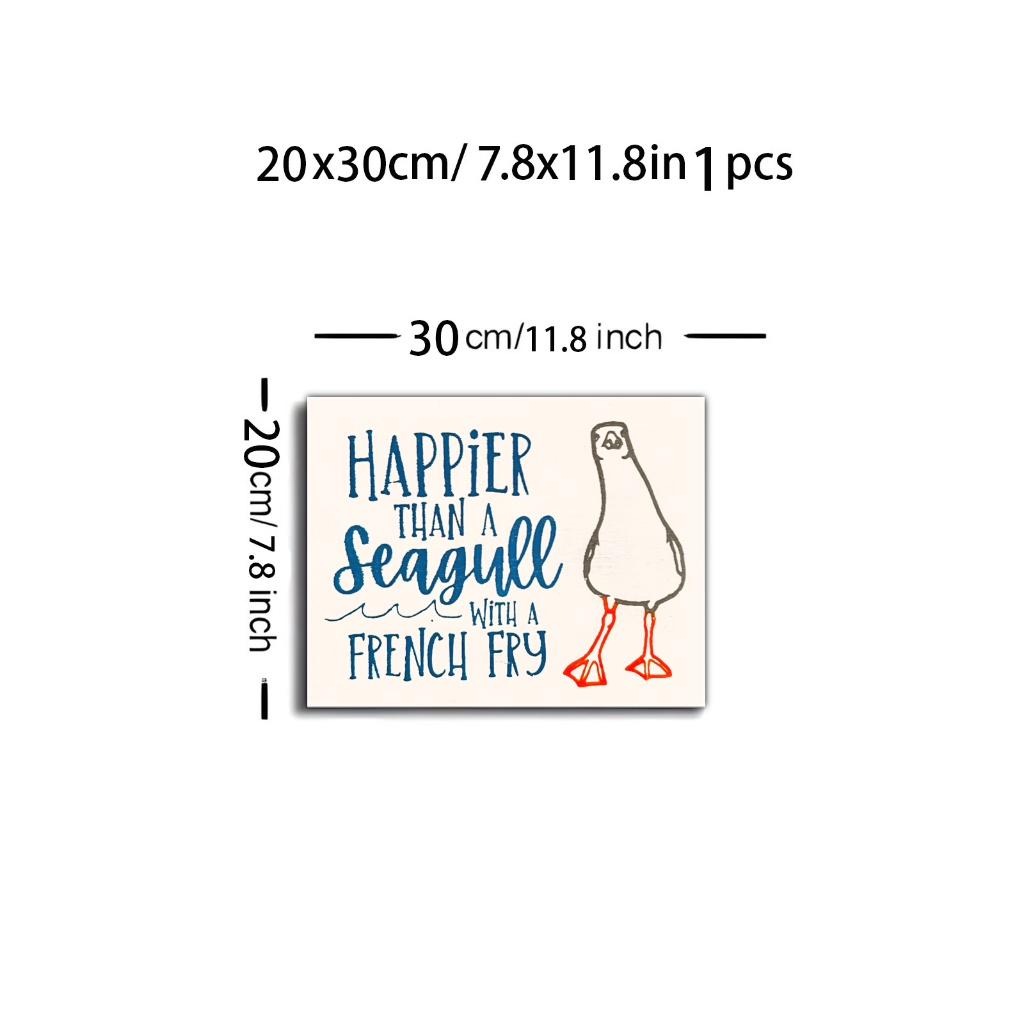 20x30cm/ 7.8x11.8in 1 pcs
30 cm/11.8 inch
20cm/ 7.8 inch
HAPPiER
THAN A
Seagull
WiTH A
FRENCH FRY